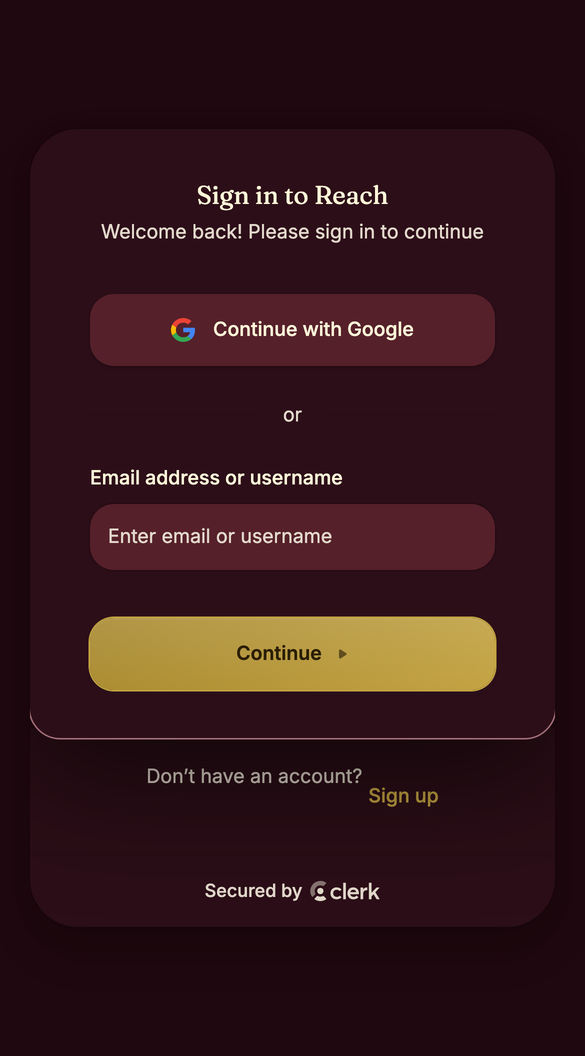 Sign in to Reach
Welcome back! Please sign in to continue
Continue with Google
or
Email address or username
Enter email or username
Continue
Don’t have an account?
Sign up
Secured by clerk